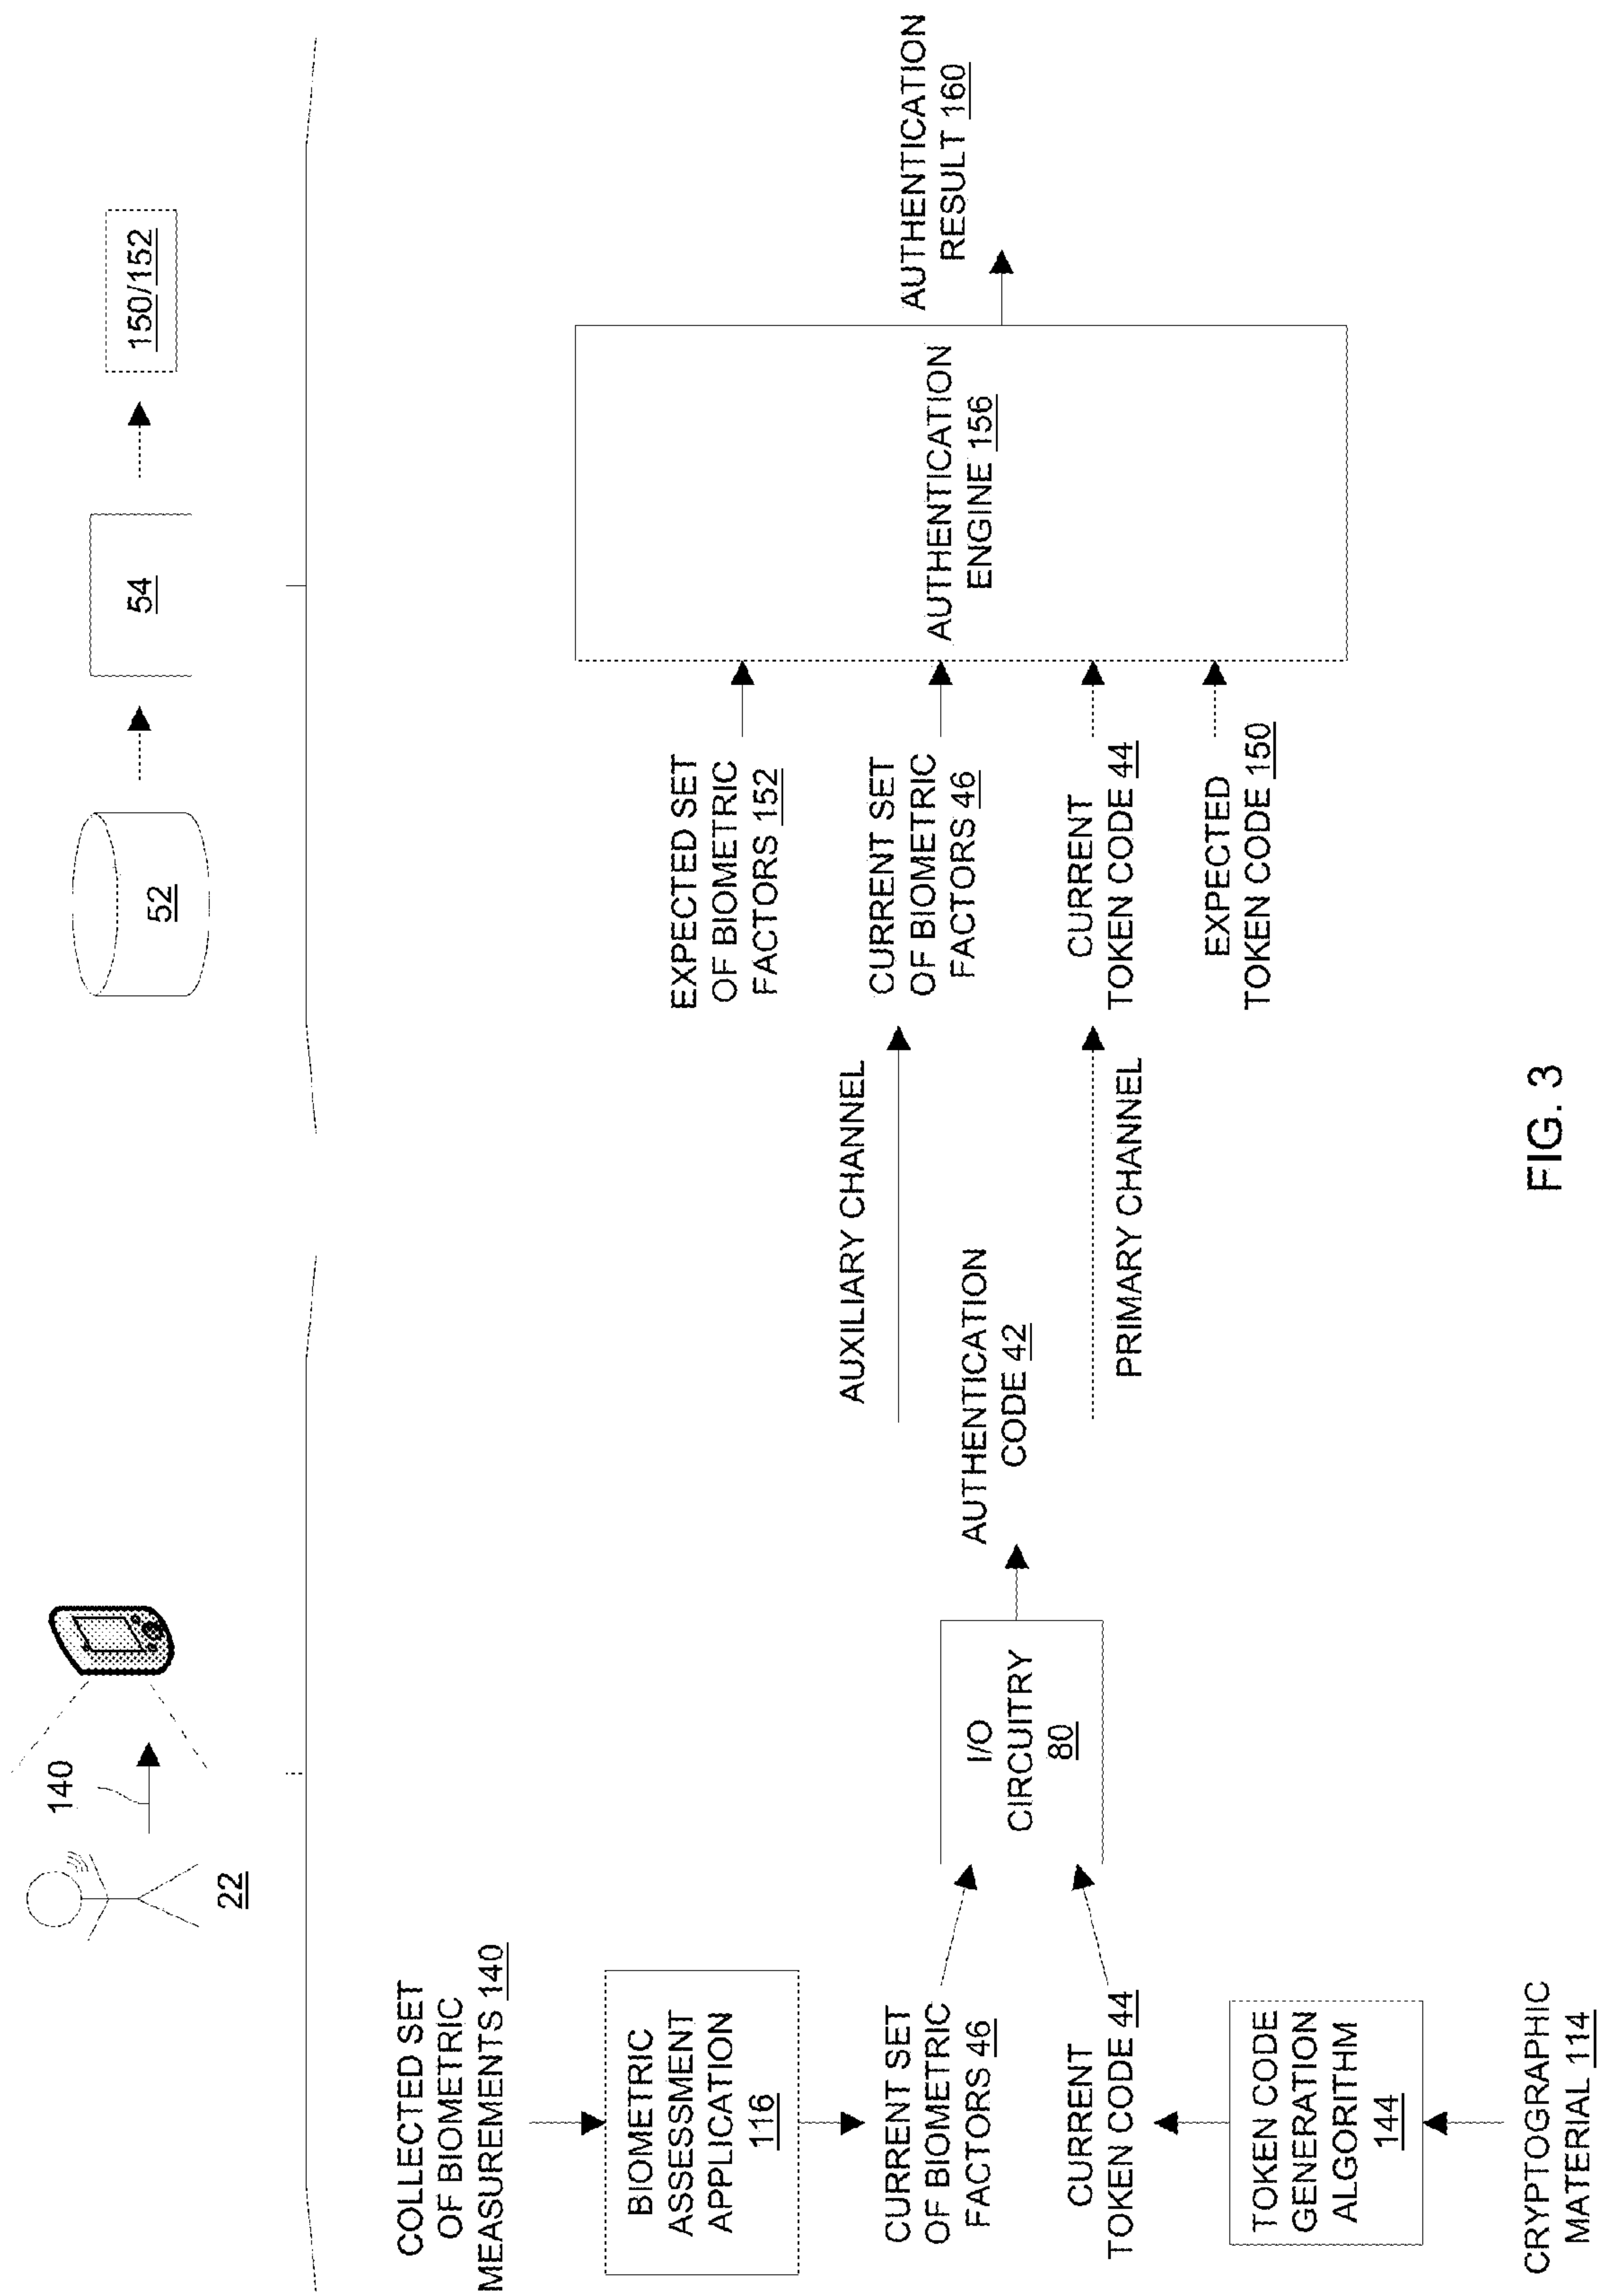 22
140
52
54
150/152
COLLECTED SET
OF BIOMETRIC
MEASUREMENTS 140
BIOMETRIC
ASSESSMENT
APPLICATION
116
CURRENT SET
OF BIOMETRIC
FACTORS 46
CURRENT
TOKEN CODE 44
TOKEN CODE
GENERATION
ALGORITHM
144
CRYPTOGRAPHIC
MATERIAL 114
I/O
CIRCUITRY
80
AUTHENTICATION
CODE 42
AUXILIARY CHANNEL
PRIMARY CHANNEL
EXPECTED SET
OF BIOMETRIC
FACTORS 152
CURRENT SET
OF BIOMETRIC
FACTORS 46
CURRENT
TOKEN CODE 44
EXPECTED
TOKEN CODE 150
AUTHENTICATION
ENGINE 156
AUTHENTICATION
RESULT 160
FIG. 3